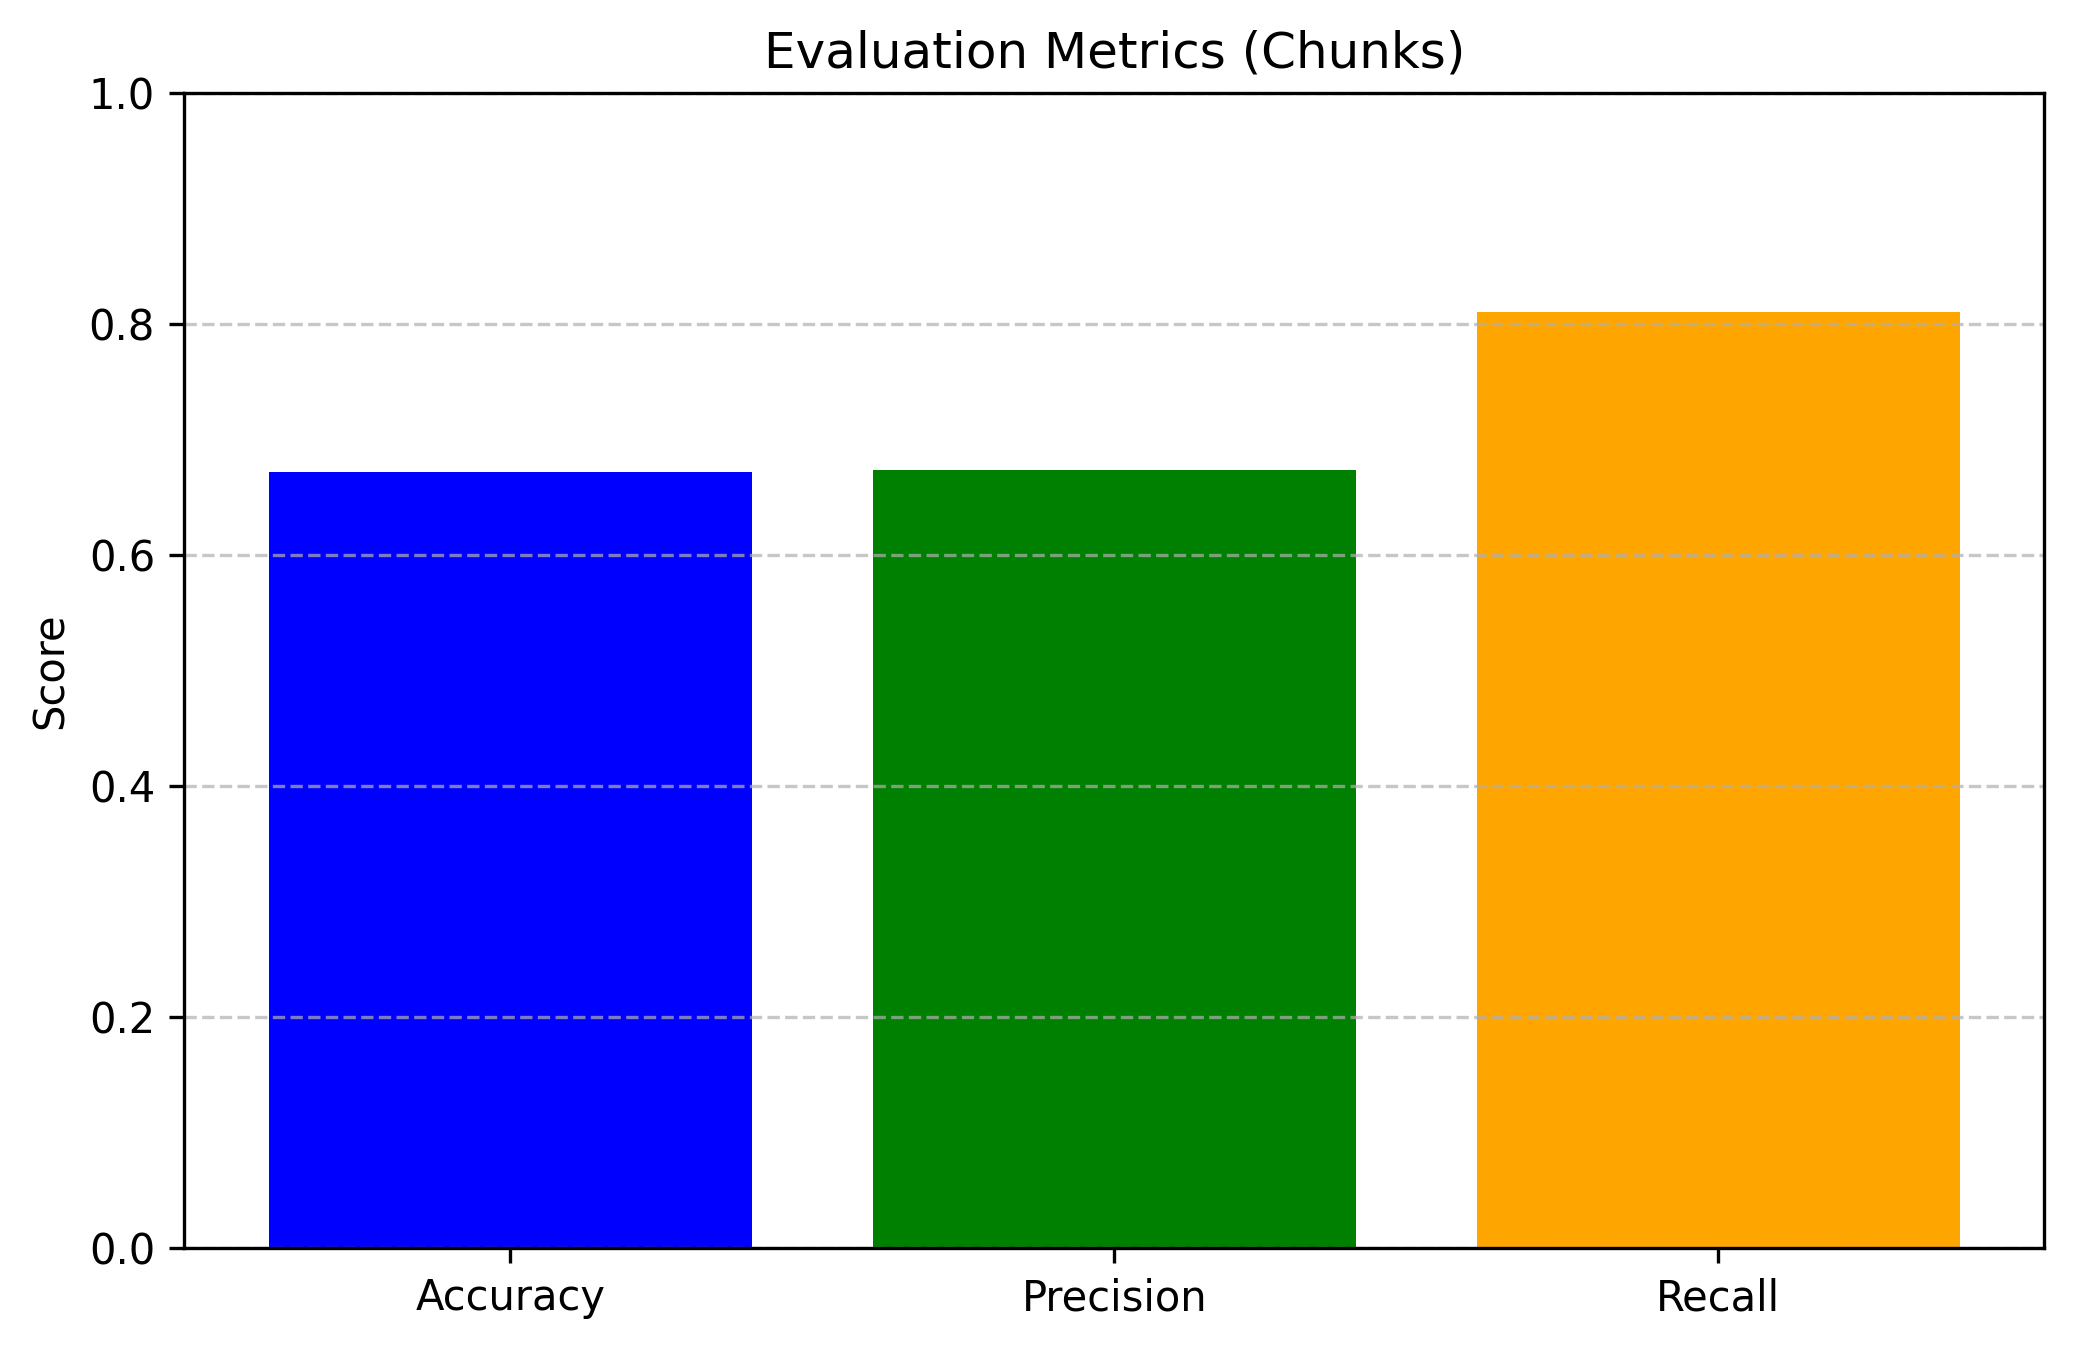 Evaluation Metrics (Chunks)
1.0
0.8
0.6
0.4
0.2
0.0
Score
Accuracy
Precision
Recall